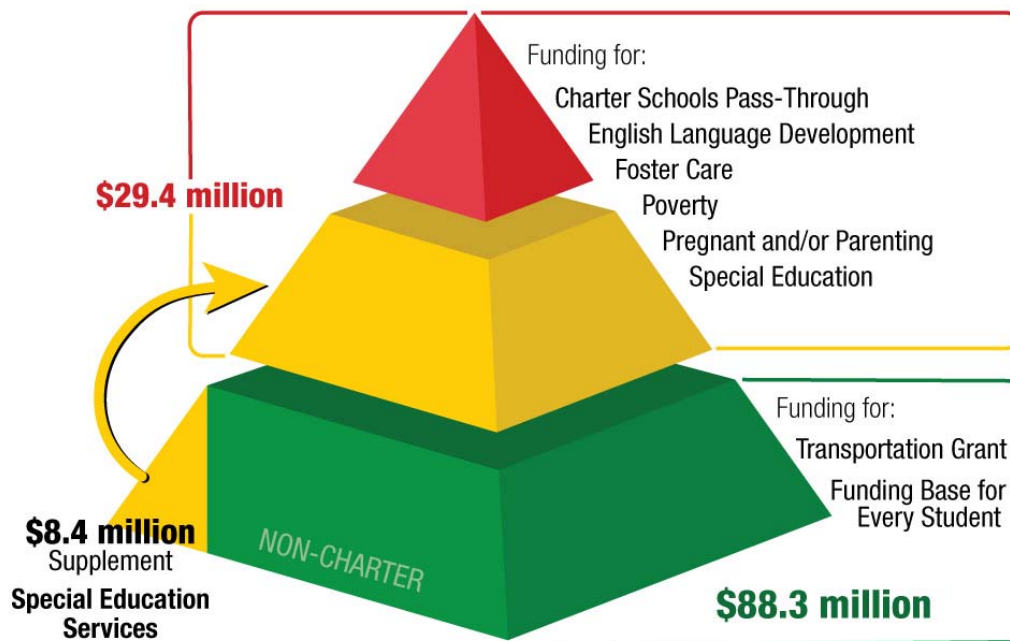 Funding for:
Charter Schools Pass-Through
English Language Development
Foster Care
Poverty
Pregnant and/or Parenting
Special Education
$29.4 million
Funding for:
Transportation Grant
Funding Base for
Every Student
$8.4 million
Supplement
Special Education
Services
NON-CHARTER
$88.3 million